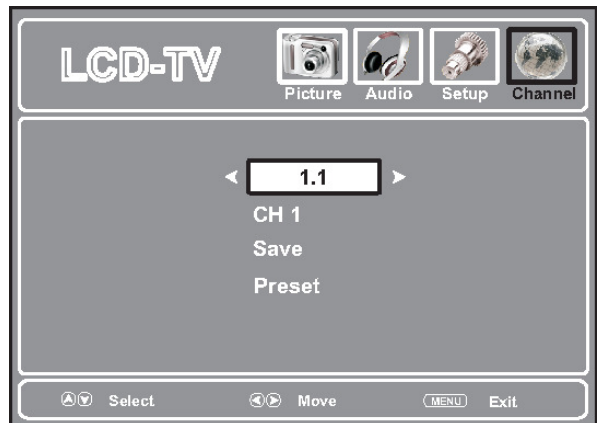 LCD-TV
Picture Audio Setup Channel
1.1
CH 1
Save
Preset
Select Move MENU Exit